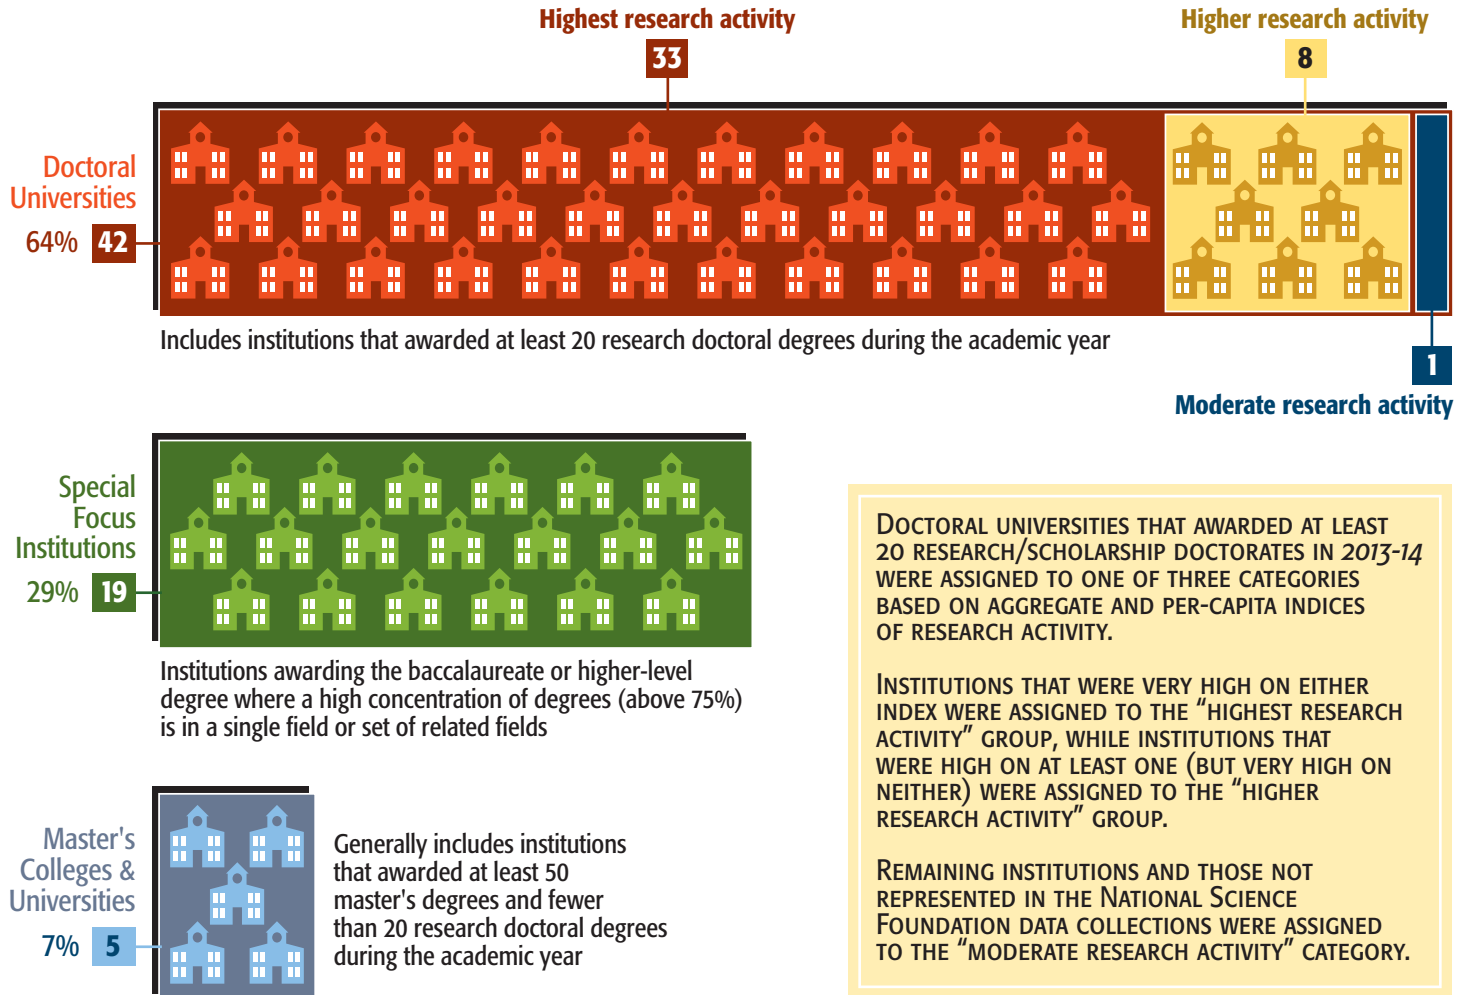 Highest research activity
33
Higher research activity
8
Doctoral
Universities
64% 42
Includes institutions that awarded at least 20 research doctoral degrees during the academic year
1
Moderate research activity
Special
Focus
Institutions
29% 19
Institutions awarding the baccalaureate or higher-level
degree where a high concentration of degrees (above 75%)
is in a single field or set of related fields
Master's
Colleges &
Universities
7% 5
Generally includes institutions
that awarded at least 50
master's degrees and fewer
than 20 research doctoral degrees
during the academic year
Doctoral universities that awarded at least
20 research/scholarship doctorates in 2013-14
were assigned to one of three categories
based on aggregate and per-capita indices
of research activity.
Institutions that were very high on either
index were assigned to the “highest research
activity” group, while institutions that
were high on at least one (but very high on
neither) were assigned to the “higher
research activity” group.
Remaining institutions and those not
represented in the National Science
Foundation data collections were assigned
to the “moderate research activity” category.